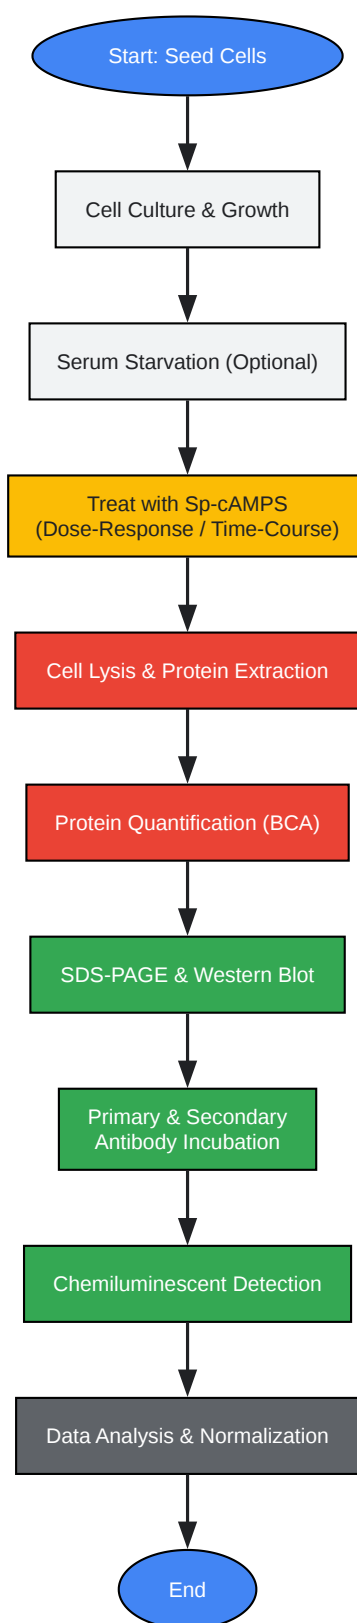 Start: Seed Cells
Cell Culture & Growth
Serum Starvation (Optional)
Treat with Sp-cAMPS
(Dose-Response / Time-Course)
Cell Lysis & Protein Extraction
Protein Quantification (BCA)
SDS-PAGE & Western Blot
Primary & Secondary
Antibody Incubation
Chemiluminescent Detection
Data Analysis & Normalization
End